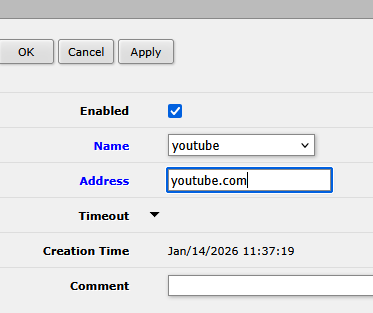 OK Cancel Apply
Enabled
Name youtube
Address youtube.com
Timeout
Creation Time Jan/14/2026 11:37:19
Comment